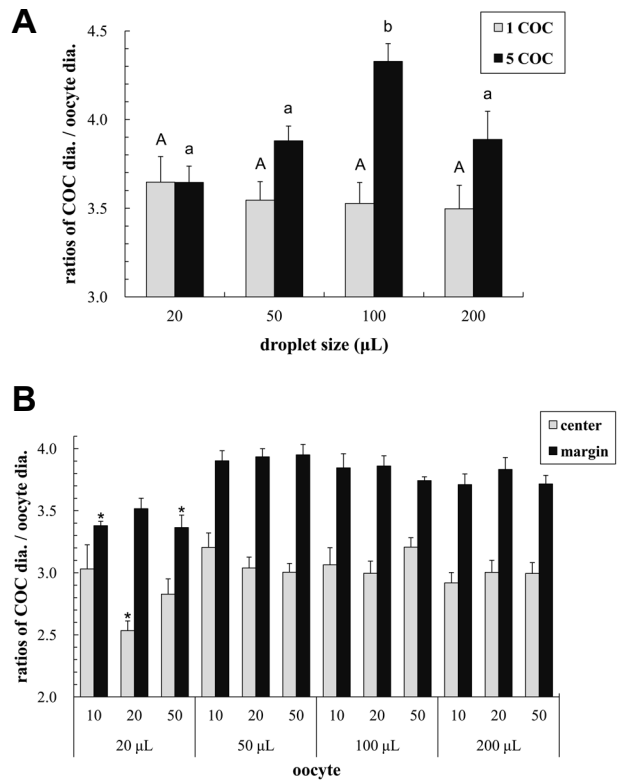 A
4.5
4.0
3.5
3.0
ratios of COC dia. / oocyte dia.
1 COC
5 COC
A a A a A b A a
20 50 100 200
droplet size (μL)
B
center
margin
4.0
3.5
3.0
2.5
2.0
ratios of COC dia. / oocyte dia.
* * *
10 20 50 10 20 50 10 20 50 10 20 50
20 μL 50 μL 100 μL 200 μL
oocyte